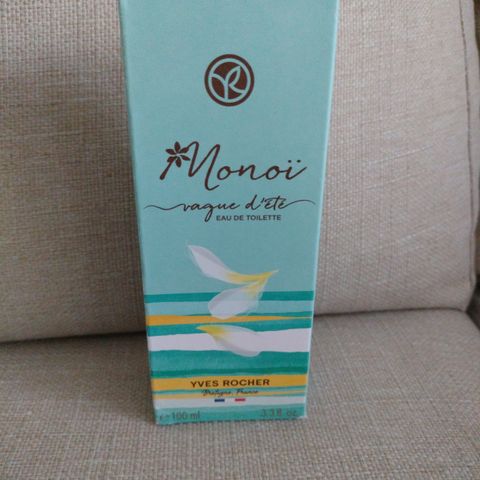 Monoï
vague d'été
EAU DE TOILETTE
YVES ROCHER
Bretagne, France
℮ 100 ml 3.3 fl. oz.